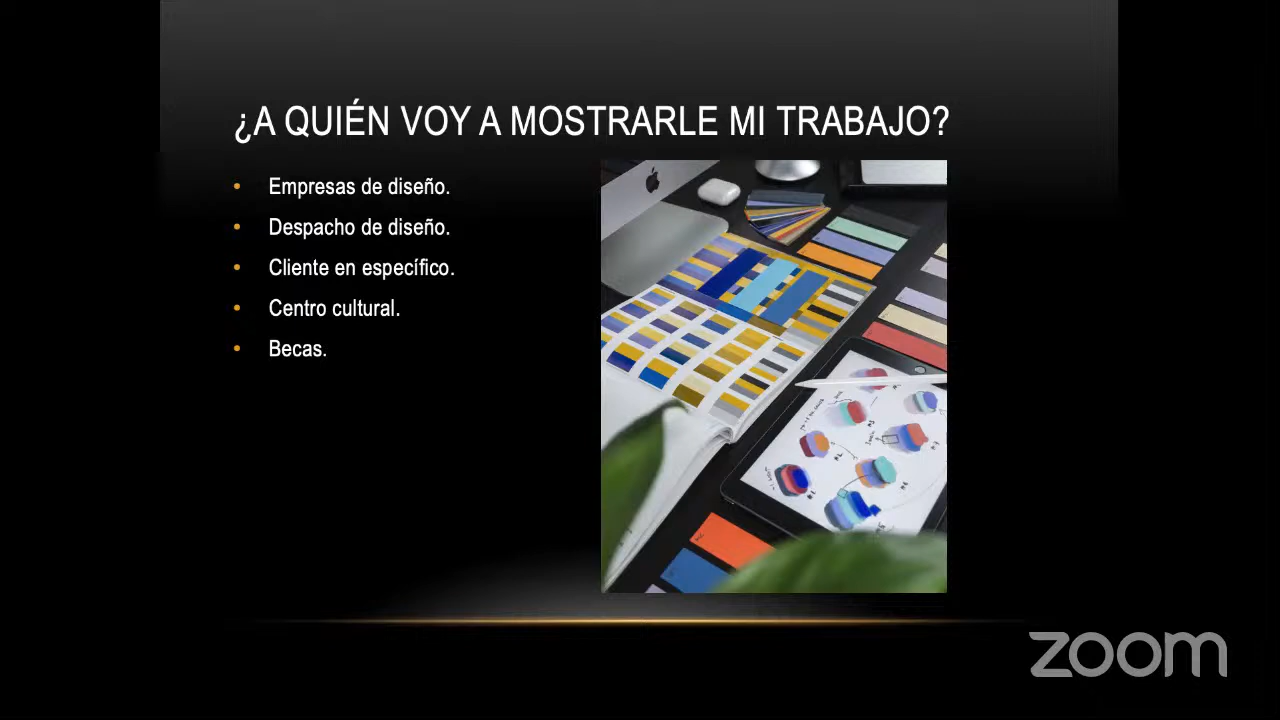 ¿A QUIÉN VOY A MOSTRARLE MI TRABAJO?
• Empresas de diseño.
• Despacho de diseño.
• Cliente en específico.
• Centro cultural.
• Becas.
zoom